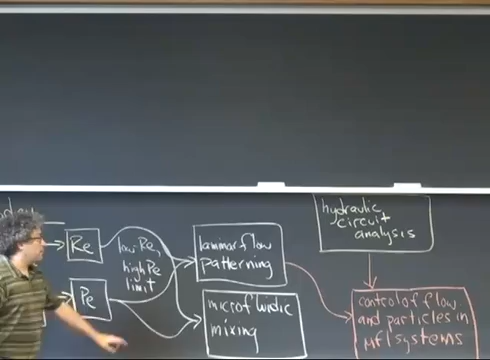 Re
Pe
low-Re,
high Pe
limit
laminar flow
patterning
microfluidic
mixing
hydraulic
circuit
analysis
control of flow
and particles in
Mfl systems